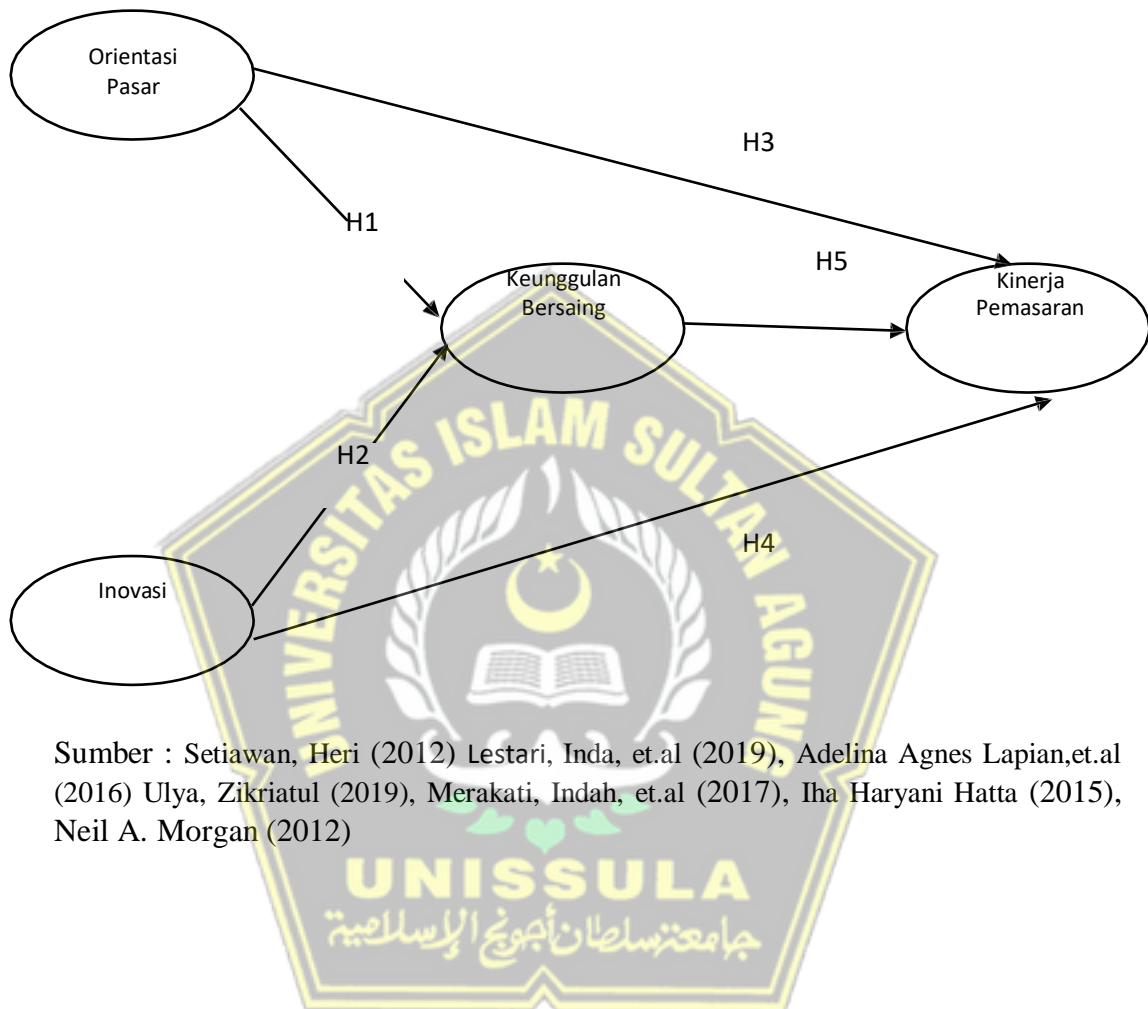 Orientasi
Pasar
H3
H1
H5
Keunggulan
Bersaing
Kinerja
Pemasaran
H2
H4
Inovasi
UNIVERSITAS ISLAM SULTAN AGUNG
Sumber : Setiawan, Heri (2012) Lestari, Inda, et.al (2019), Adelina Agnes Lapian,et.al
(2016) Ulya, Zikriatul (2019), Merakati, Indah, et.al (2017), Iha Haryani Hatta (2015),
Neil A. Morgan (2012)
UNISSULA
جامعتنسلطان أجونج الإسلامية